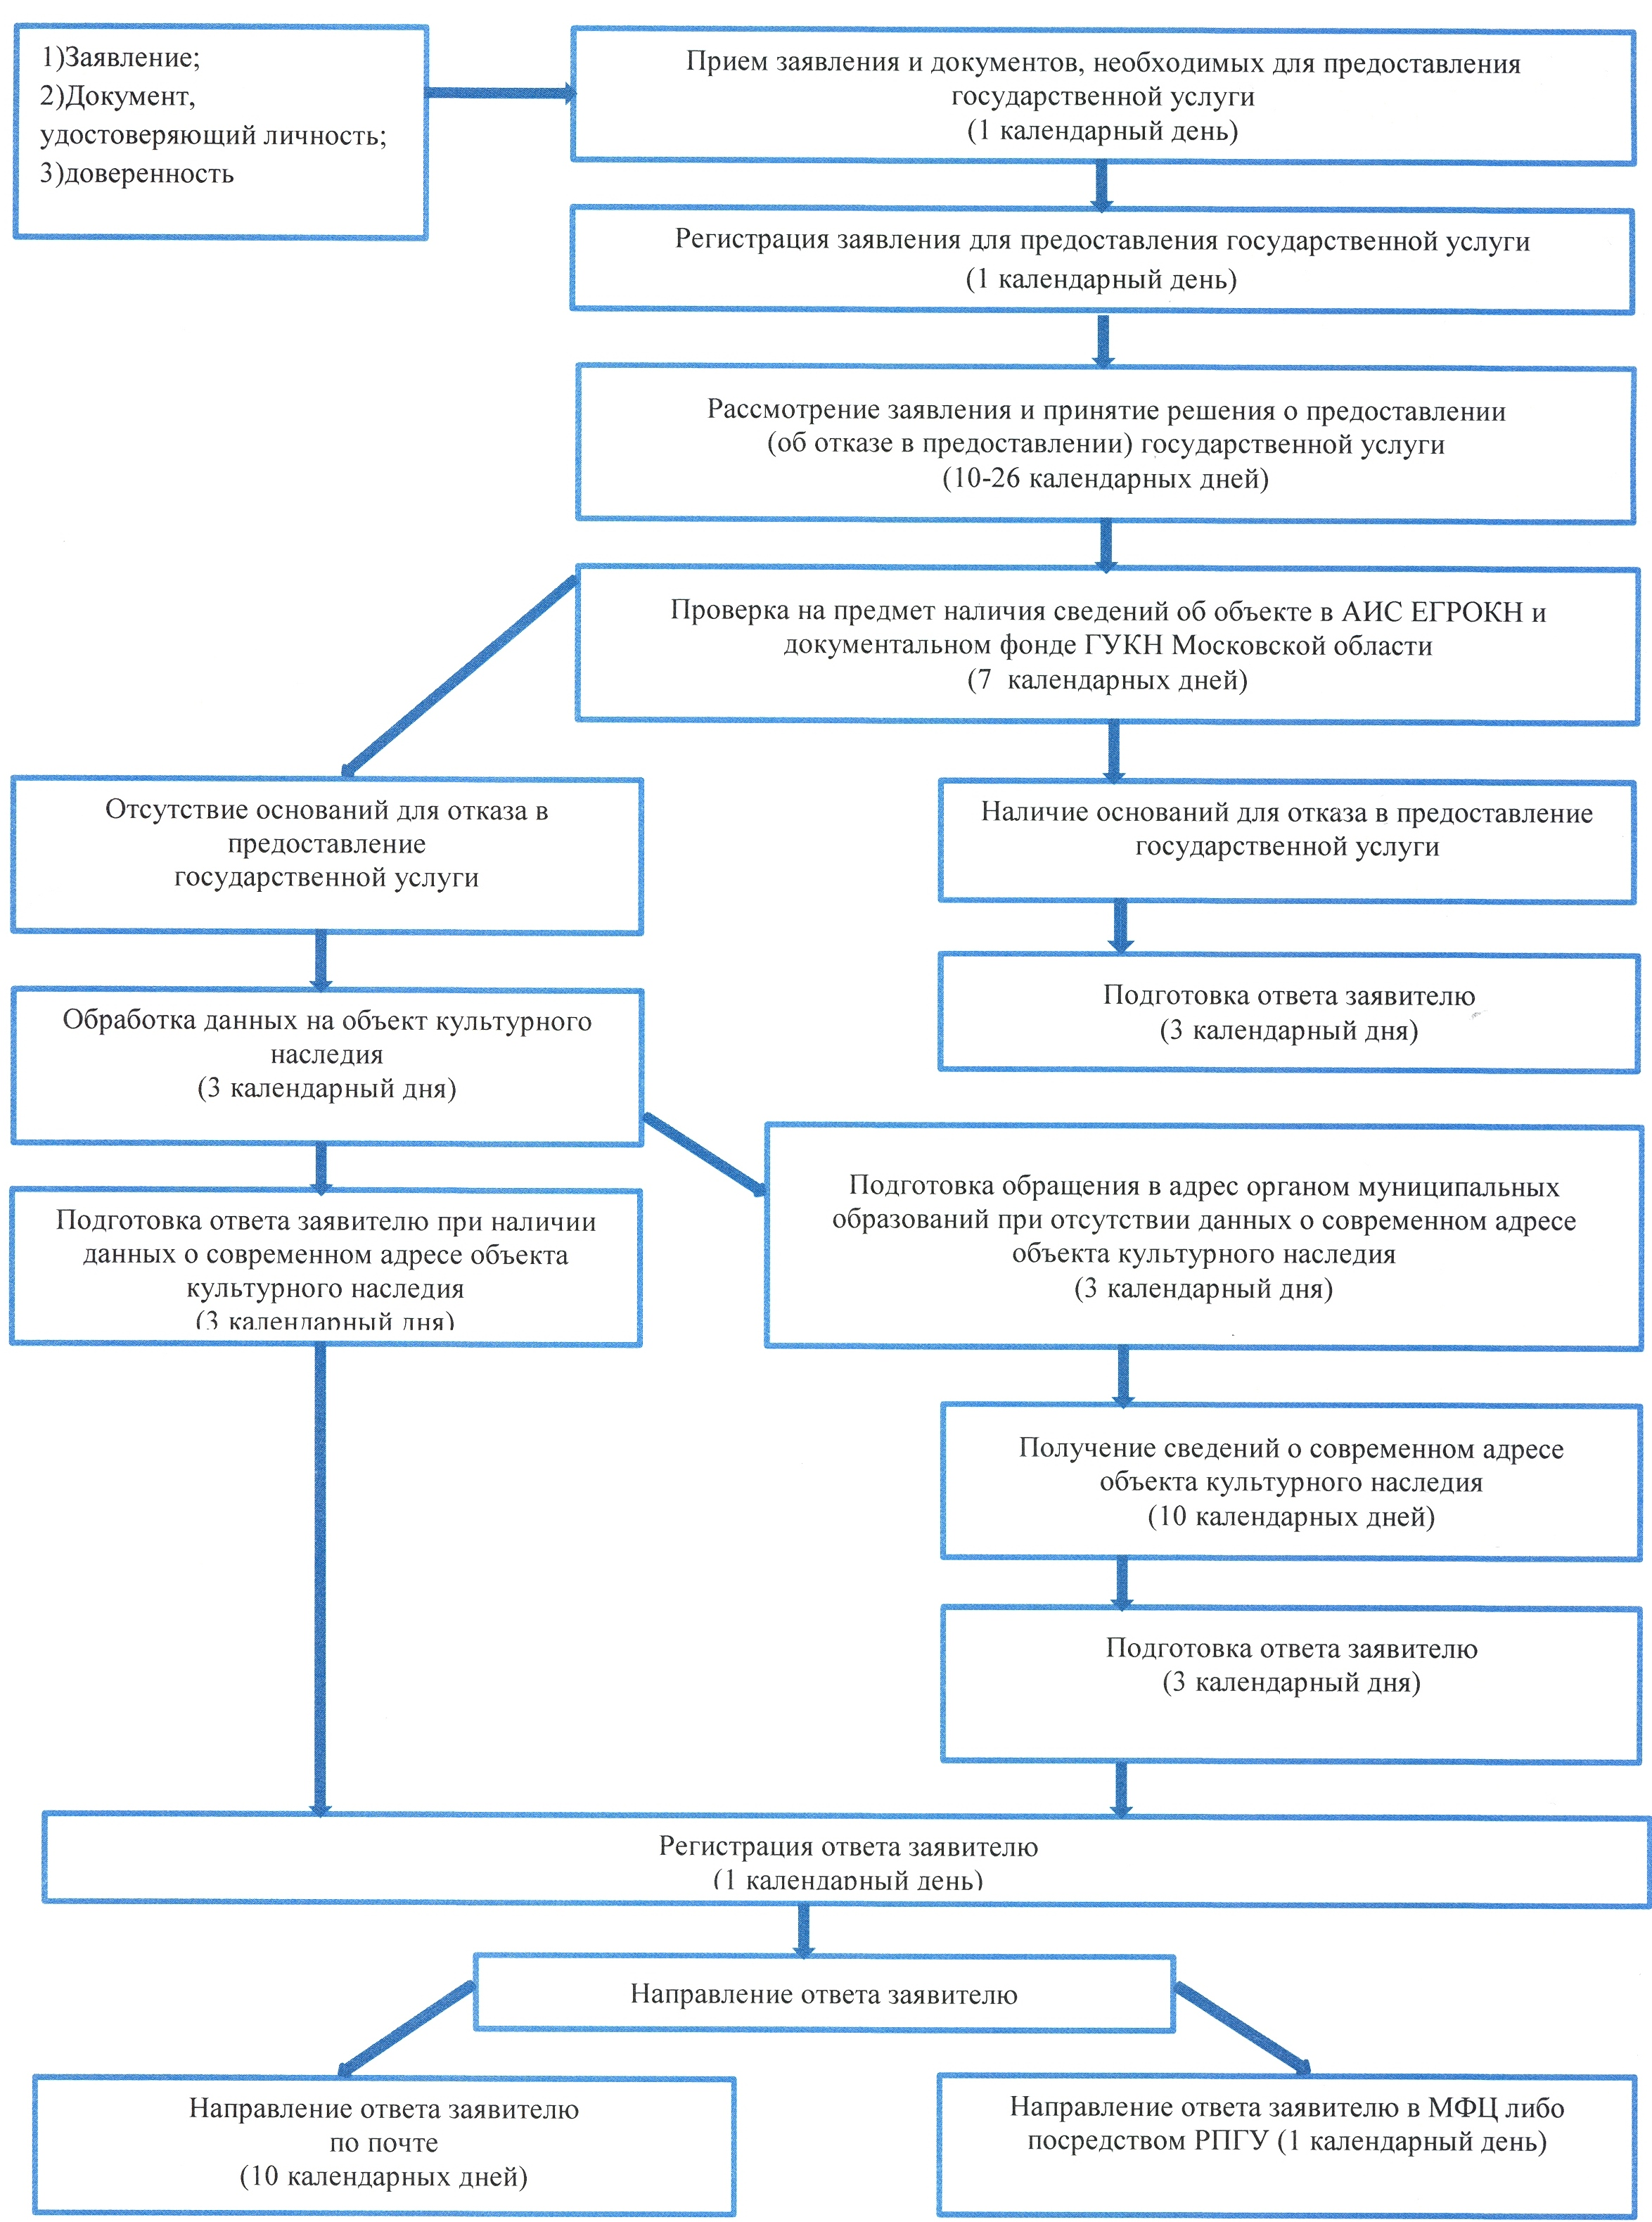 1)Заявление;
2)Документ,
удостоверяющий личность;
3)доверенность
Прием заявления и документов, необходимых для предоставления
государственной услуги
(1 календарный день)
Регистрация заявления для предоставления государственной услуги
(1 календарный день)
Рассмотрение заявления и принятие решения о предоставлении
(об отказе в предоставлении) государственной услуги
(10-26 календарных дней)
Проверка на предмет наличия сведений об объекте в АИС ЕГРОКН и
документальном фонде ГУКН Московской области
(7 календарных дней)
Отсутствие оснований для отказа в
предоставление
государственной услуги
Наличие оснований для отказа в предоставление
государственной услуги
Подготовка ответа заявителю
(3 календарный дня)
Обработка данных на объект культурного
наследия
(3 календарный дня)
Подготовка ответа заявителю при наличии
данных о современном адресе объекта
культурного наследия
(3 календарный дня)
Подготовка обращения в адрес органом муниципальных
образований при отсутствии данных о современном адресе
объекта культурного наследия
(3 календарный дня)
Получение сведений о современном адресе
объекта культурного наследия
(10 календарных дней)
Подготовка ответа заявителю
(3 календарный дня)
Регистрация ответа заявителю
(1 календарный день)
Направление ответа заявителю
Направление ответа заявителю
по почте
(10 календарных дней)
Направление ответа заявителю в МФЦ либо
посредством РПГУ (1 календарный день)